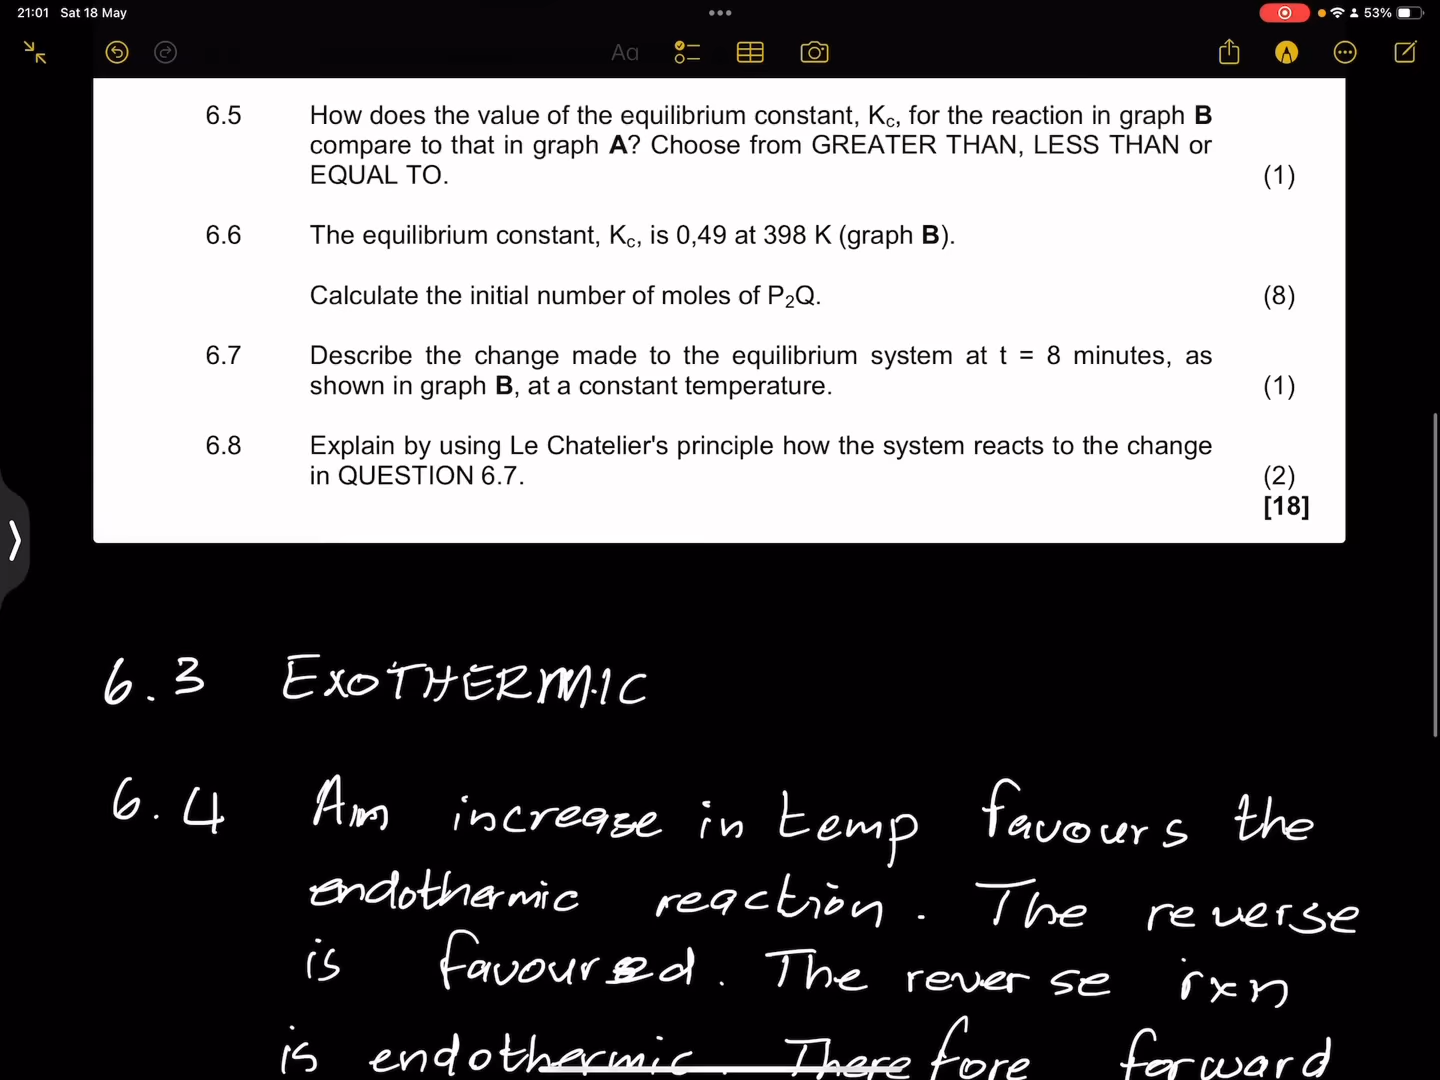 21:01 Sat 18 May
53%
Aa
6.5 How does the value of the equilibrium constant, Kc, for the reaction in graph B
compare to that in graph A? Choose from GREATER THAN, LESS THAN or
EQUAL TO. (1)
6.6 The equilibrium constant, Kc, is 0,49 at 398 K (graph B).
Calculate the initial number of moles of P₂Q. (8)
6.7 Describe the change made to the equilibrium system at t = 8 minutes, as
shown in graph B, at a constant temperature. (1)
6.8 Explain by using Le Chatelier's principle how the system reacts to the change
in QUESTION 6.7. (2)
[18]
6.3 EXOTHERMIC
6.4 An increase in temp favours the
endothermic reaction. The reverse
is favoured. The reverse rxn
is endothermic. Therefore forward